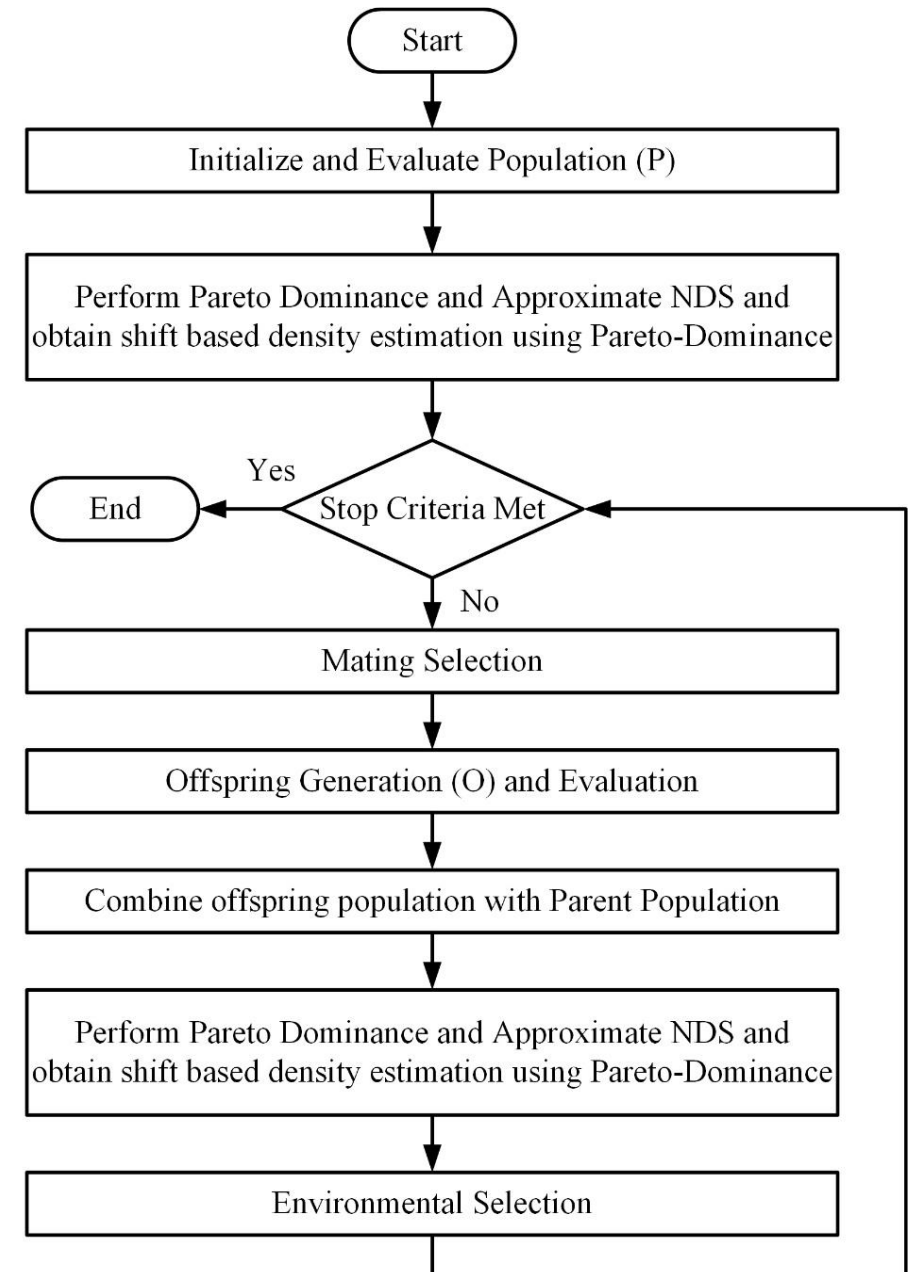 Start
Initialize and Evaluate Population (P)
Perform Pareto Dominance and Approximate NDS and
obtain shift based density estimation using Pareto-Dominance
Yes
End
Stop Criteria Met
No
Mating Selection
Offspring Generation (O) and Evaluation
Combine offspring population with Parent Population
Perform Pareto Dominance and Approximate NDS and
obtain shift based density estimation using Pareto-Dominance
Environmental Selection